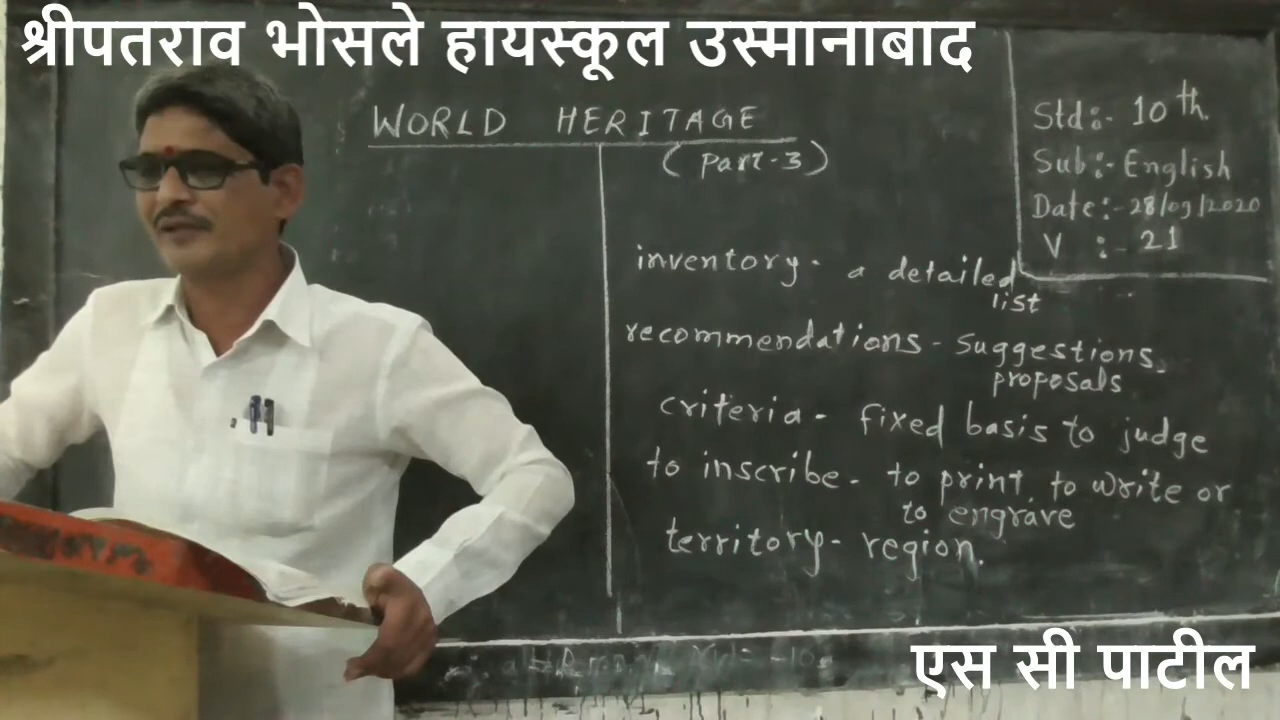 श्रीपतराव भोसले हायस्कूल उस्मानाबाद
WORLD HERITAGE
(Part-3)
Std:- 10th.
Sub:- English
Date:- 28/09/2020
V :- 21
inventory- a detailed
list
recommendations - suggestions,
proposals
criteria- fixed basis to judge
to inscribe- to print, to write or
to engrave
territory- region.
एस सी पाटील